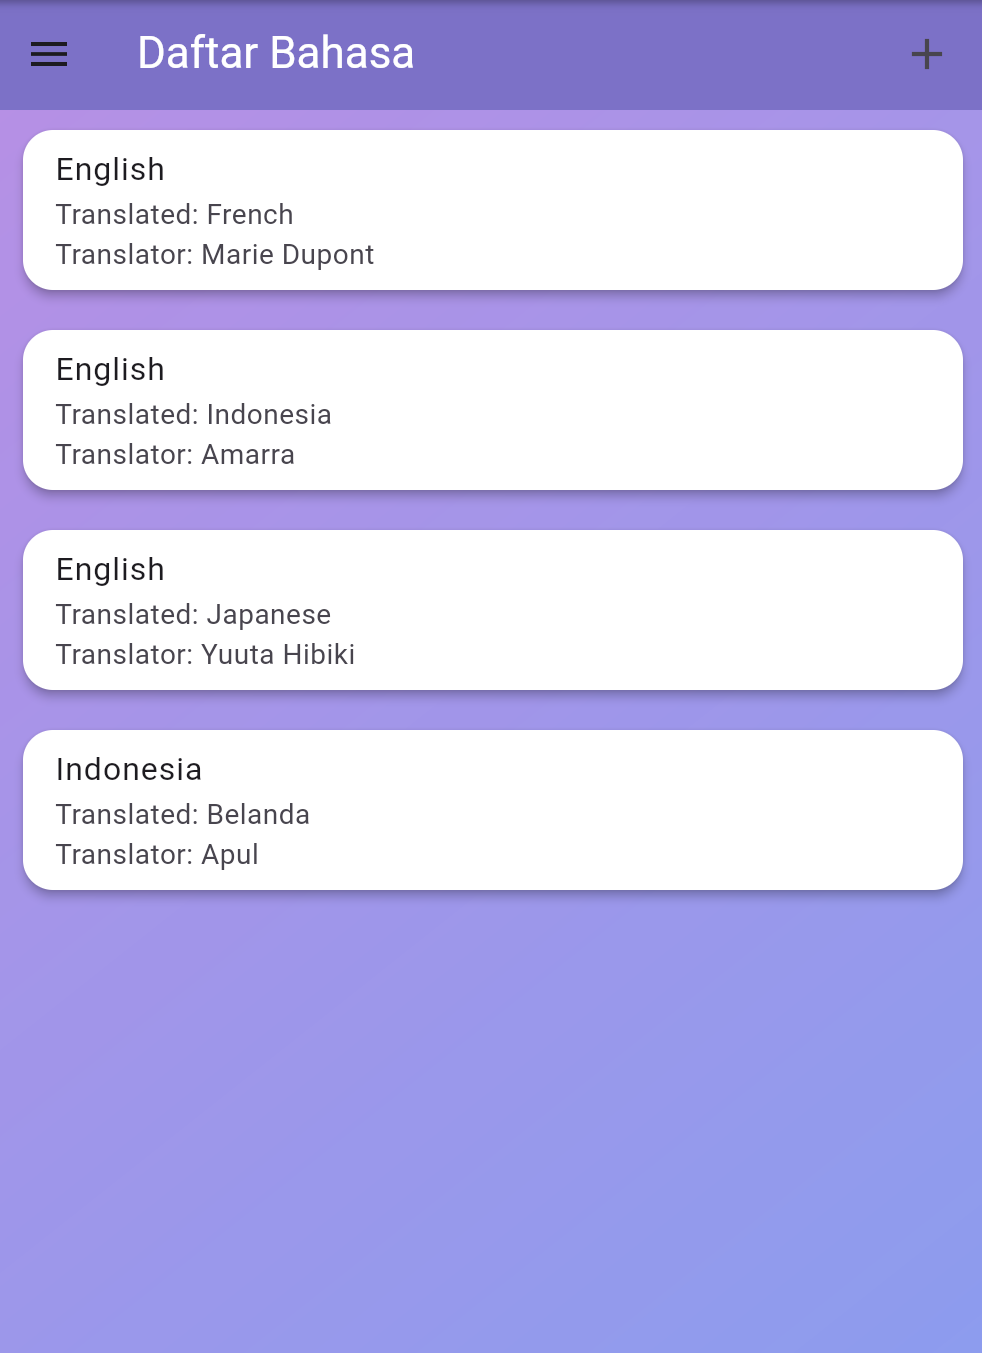 Daftar Bahasa
English
Translated: French
Translator: Marie Dupont
English
Translated: Indonesia
Translator: Amarra
English
Translated: Japanese
Translator: Yuuta Hibiki
Indonesia
Translated: Belanda
Translator: Apul